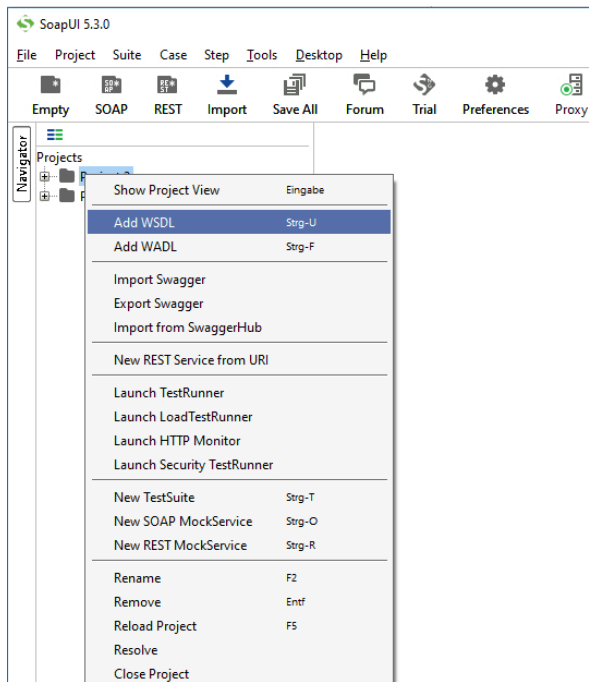 SoapUI 5.3.0
File Project Suite Case Step Tools Desktop Help
Empty SOAP REST Import Save All Forum Trial Preferences Proxy
Navigator
Projects
Show Project View Eingabe
Add WSDL Strg-U
Add WADL Strg-F
Import Swagger
Export Swagger
Import from SwaggerHub
New REST Service from URI
Launch TestRunner
Launch LoadTestRunner
Launch HTTP Monitor
Launch Security TestRunner
New TestSuite Strg-T
New SOAP MockService Strg-O
New REST MockService Strg-R
Rename F2
Remove Entf
Reload Project F5
Resolve
Close Project